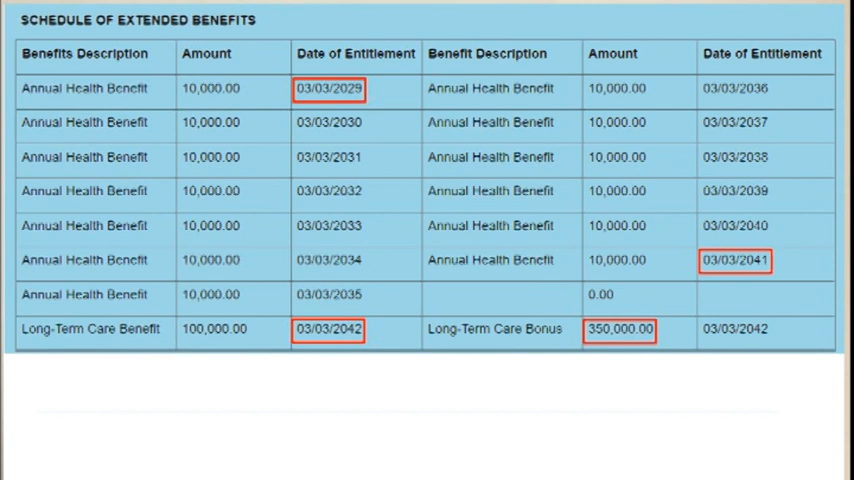 SCHEDULE OF EXTENDED BENEFITS
Benefits Description Amount Date of Entitlement Benefit Description Amount Date of Entitlement
Annual Health Benefit 10,000.00 03/03/2029 Annual Health Benefit 10,000.00 03/03/2036
Annual Health Benefit 10,000.00 03/03/2030 Annual Health Benefit 10,000.00 03/03/2037
Annual Health Benefit 10,000.00 03/03/2031 Annual Health Benefit 10,000.00 03/03/2038
Annual Health Benefit 10,000.00 03/03/2032 Annual Health Benefit 10,000.00 03/03/2039
Annual Health Benefit 10,000.00 03/03/2033 Annual Health Benefit 10,000.00 03/03/2040
Annual Health Benefit 10,000.00 03/03/2034 Annual Health Benefit 10,000.00 03/03/2041
Annual Health Benefit 10,000.00 03/03/2035 0.00
Long-Term Care Benefit 100,000.00 03/03/2042 Long-Term Care Bonus 350,000.00 03/03/2042